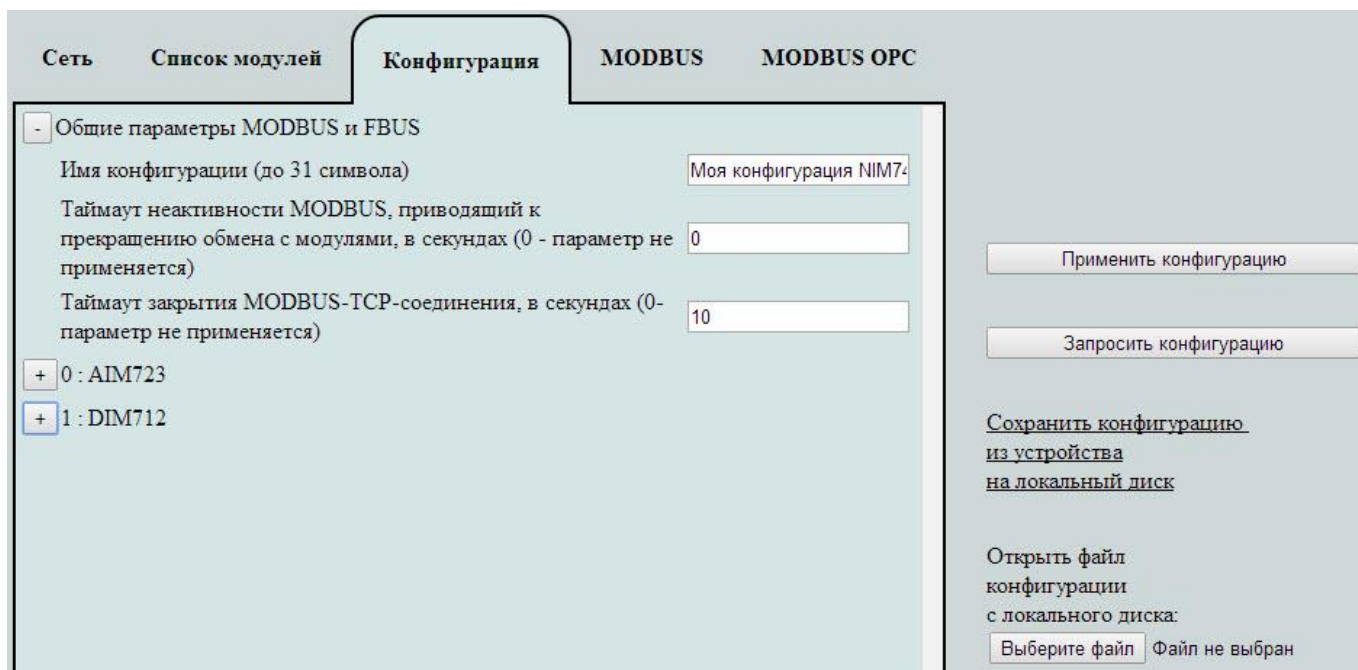 Сеть
Список модулей
Конфигурация
MODBUS
MODBUS OPC
- Общие параметры MODBUS и FBUS
Имя конфигурации (до 31 символа)
Моя конфигурация NIM74
Таймаут неактивности MODBUS, приводящий к
прекращению обмена с модулями, в секундах (0 - параметр не
применяется)
0
Таймаут закрытия MODBUS-TCP-соединения, в секундах (0-
параметр не применяется)
10
+ 0 : AIM723
+ 1 : DIM712
Применить конфигурацию
Запросить конфигурацию
Сохранить конфигурацию
из устройства
на локальный диск
Открыть файл
конфигурации
с локального диска:
Выберите файл Файл не выбран